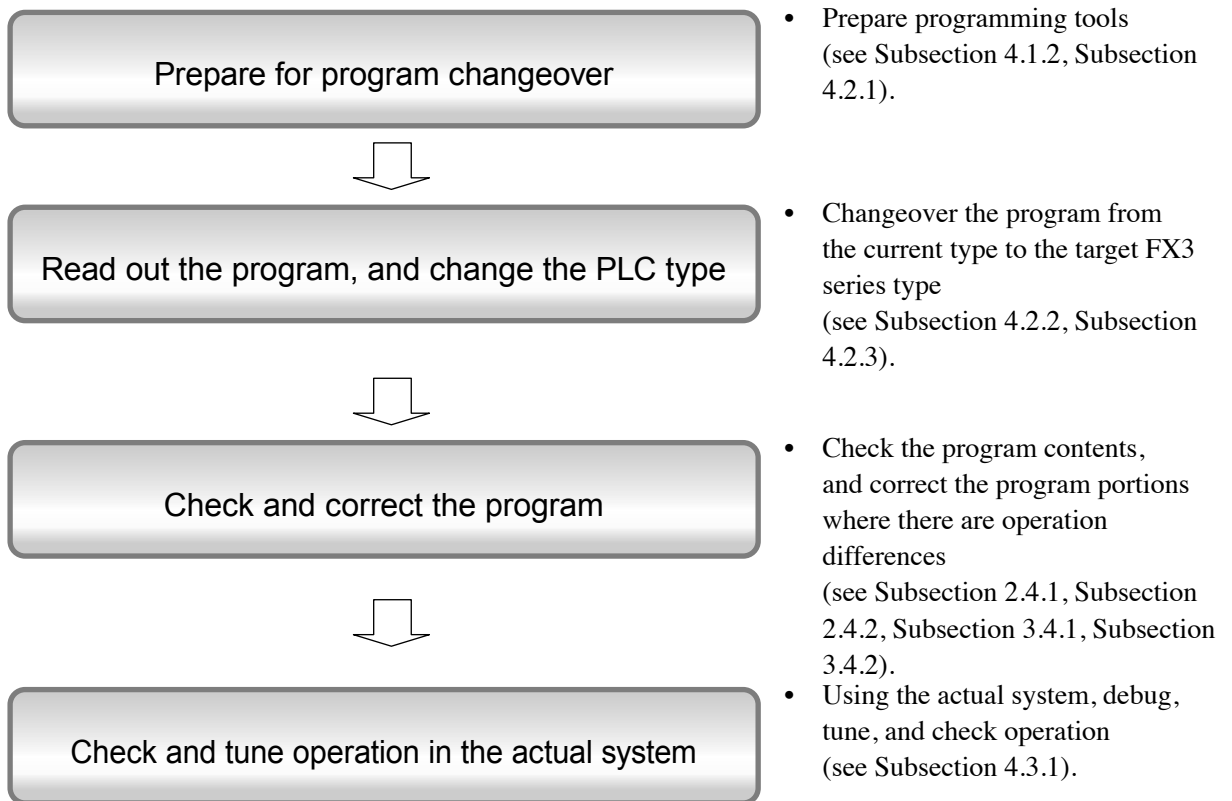 Prepare for program changeover
• Prepare programming tools
(see Subsection 4.1.2, Subsection
4.2.1).
Read out the program, and change the PLC type
• Changeover the program from
the current type to the target FX3
series type
(see Subsection 4.2.2, Subsection
4.2.3).
Check and correct the program
• Check the program contents,
and correct the program portions
where there are operation
differences
(see Subsection 2.4.1, Subsection
2.4.2, Subsection 3.4.1, Subsection
3.4.2).
Check and tune operation in the actual system
• Using the actual system, debug,
tune, and check operation
(see Subsection 4.3.1).